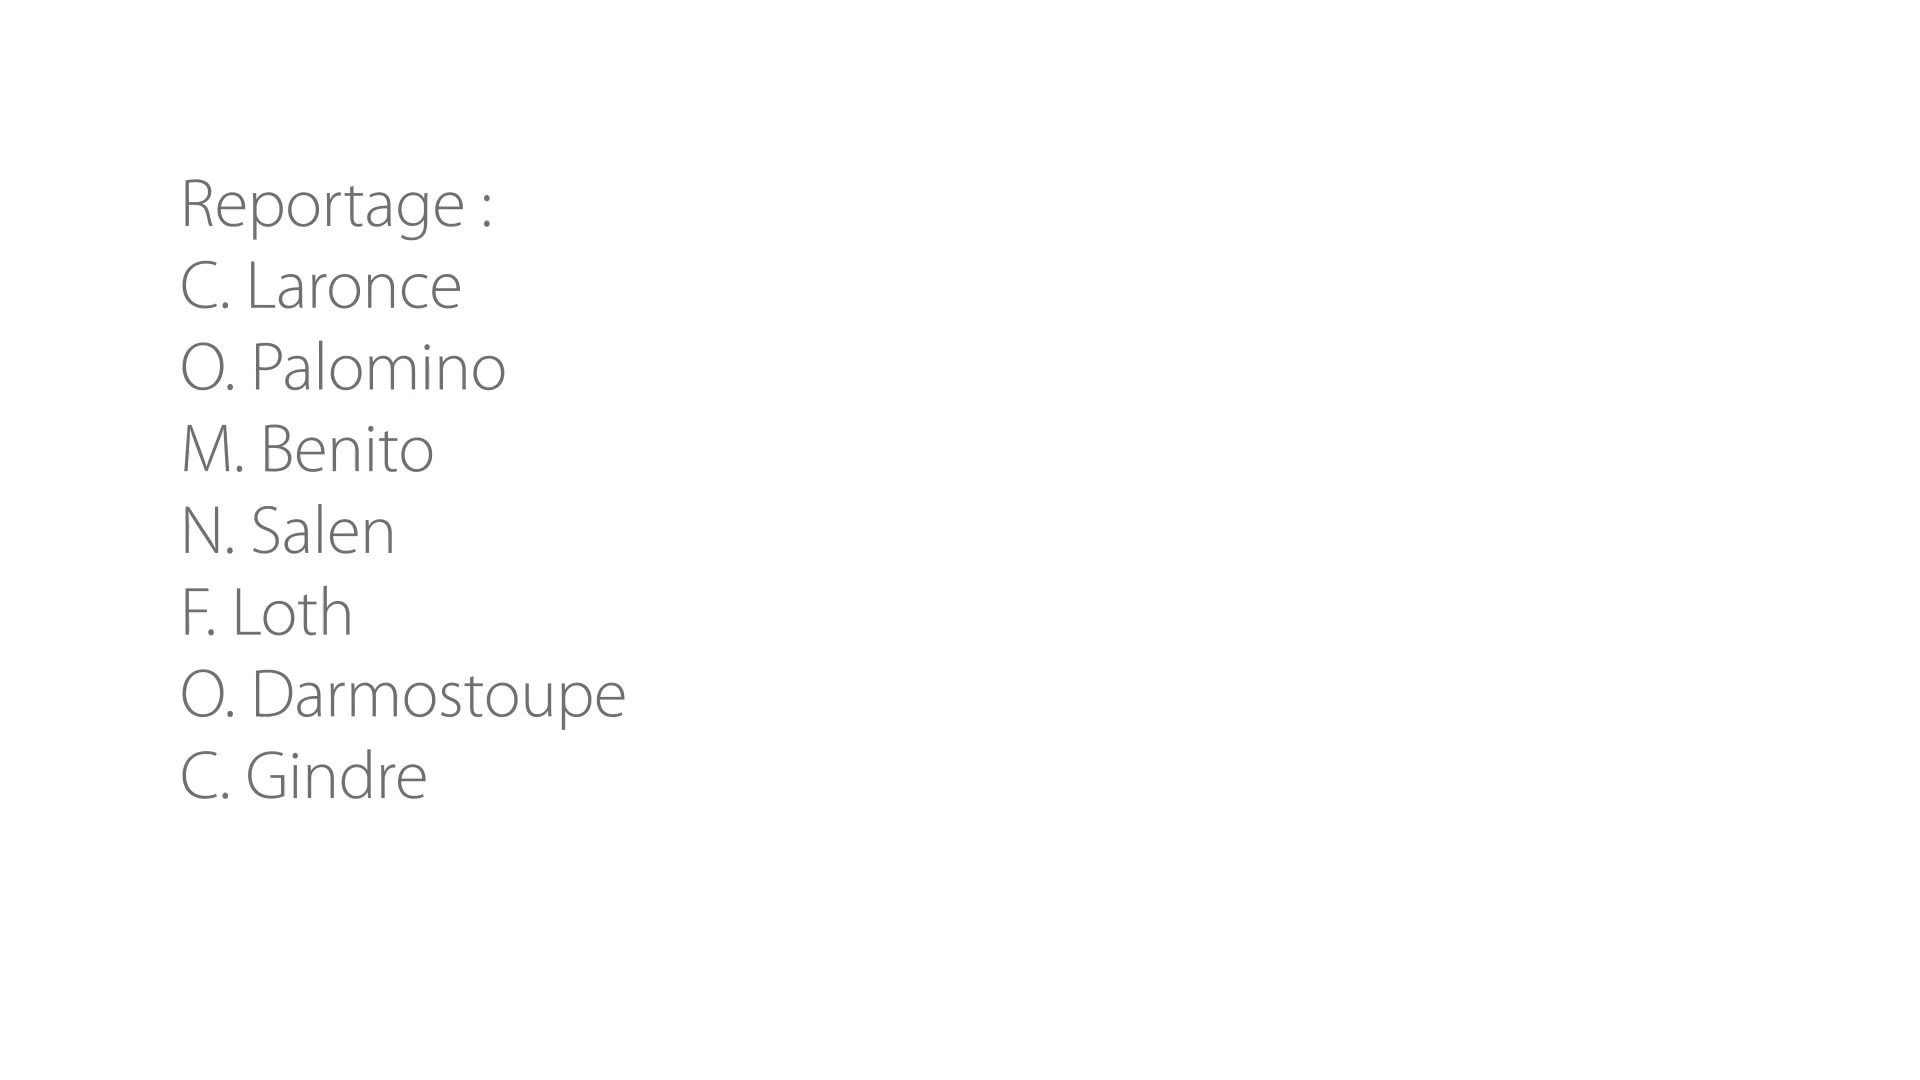 Reportage :
C. Laronce
O. Palomino
M. Benito
N. Salen
F. Loth
O. Darmostoupe
C. Gindre